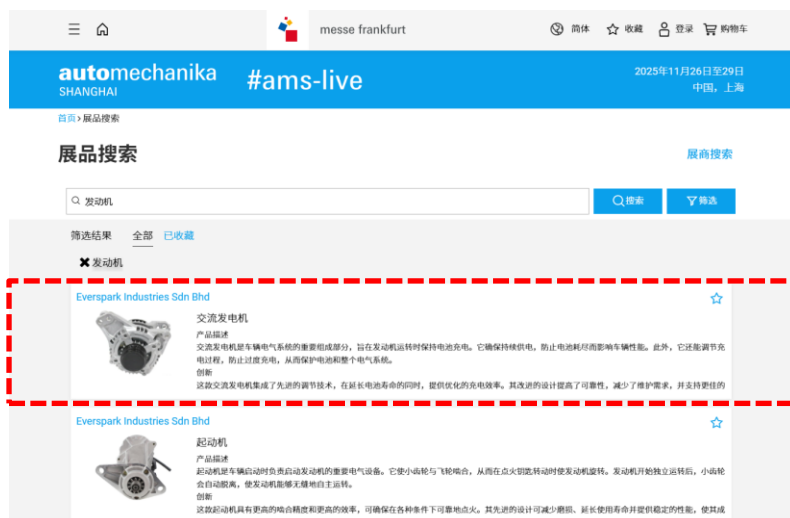 messe frankfurt
简体
收藏
登录
购物车
automechanika
SHANGHAI
#ams-live
2025年11月26日至29日
中国，上海
首页›展品搜索
展品搜索
展商搜索
发动机
搜索
筛选
筛选结果 全部 已收藏
✖发动机
Everspark Industries Sdn Bhd
交流发电机
产品描述
交流发电机是车辆电气系统的重要组成部分，旨在发动机运转时保持电池充电。它确保持续供电，防止电池耗尽而影响车辆性能。此外，它还能调节充
电过程，防止过度充电，从而保护电池和整个电气系统。
创新
这款交流发电机集成了先进的调节技术，在延长电池寿命的同时，提供优化的充电效率。其改进的设计提高了可靠性，减少了维护需求，并支持更佳的
Everspark Industries Sdn Bhd
起动机
产品描述
起动机是车辆启动时负责启动发动机的重要电气设备。它使小齿轮与飞轮啮合，从而在点火钥匙转动时使发动机旋转。发动机开始独立运转后，小齿轮
会自动脱离，使发动机能够无缝地自主运转。
创新
这款起动机具有更高的啮合精度和更高的效率，可确保在各种条件下可靠地点火。其先进的设计可减少磨损、延长使用寿命并提供稳定的性能，使其成